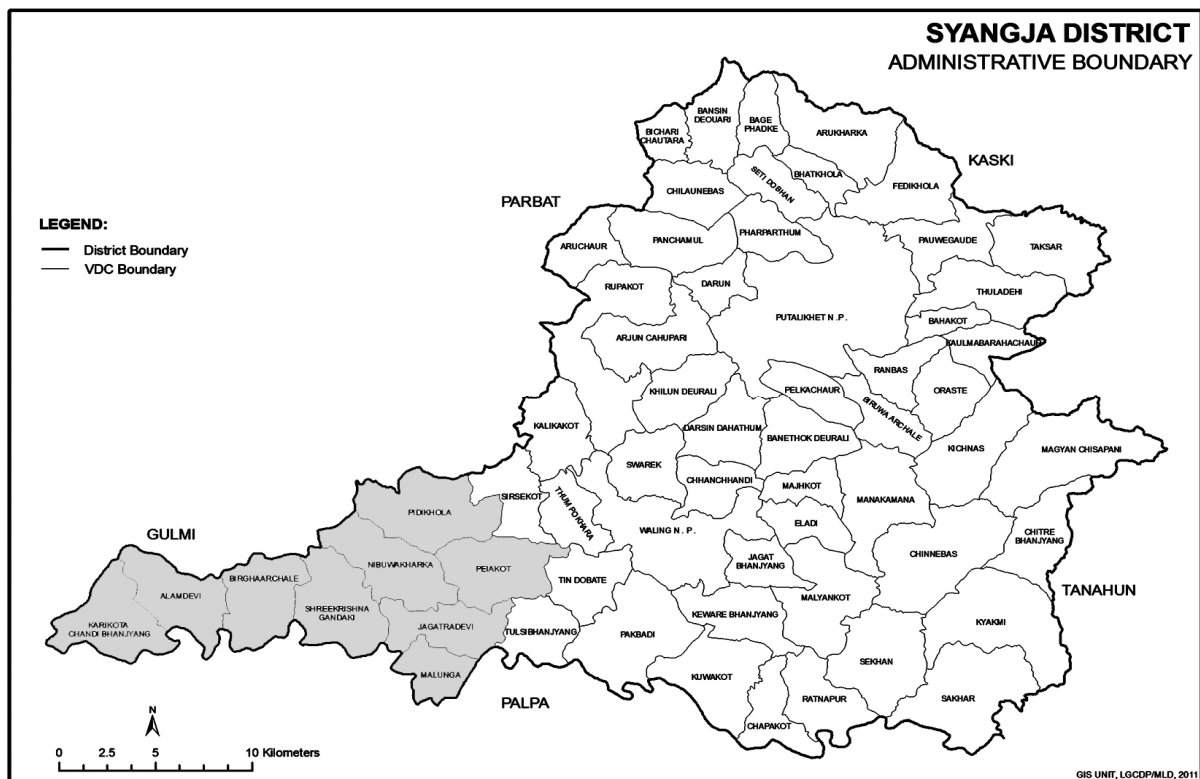 SYANGJA DISTRICT
ADMINISTRATIVE BOUNDARY
BANSIN
DEOUARI
BAGE
PHADKE
BICHARI
CHAUTARA
ARUKHARKA
KASKI
SETI DOBHAN
BHATKHOLA
FEDIKHOLA
CHILAUNEBAS
PARBAT
LEGEND:
District Boundary
VDC Boundary
ARUCHAUR
PANCHAMUL
PHARPARTHUM
PAUWEGAUDE
TAKSAR
RUPAKOT
DARUN
THULADEHI
PUTALIKHET N .P .
BAHAKOT
ARJUN CAHUPARI
KAULMABARAHACHAUR
RANBAS
KHILUN DEURALI
PELKACHAUR
ORASTE
BIRUWA ARCHALE
KALIKAKOT
DARSIN DAHATHUM
BANETHOK DEURALI
KICHNAS
MAGYAN CHISAPANI
SWAREK
CHHANCHHANDI
MAJHKOT
MANAKAMANA
SIRSEKOT
THUM POKHARA
PIDIKHOLA
ELADI
GULMI
WALING N . P .
CHITRE
BHANJYANG
CHINNEBAS
JAGAT
BHANJYANG
NIBUWAKHARKA
PEIAKOT
TIN DOBATE
BIRGHAARCHALE
ALAMDEVI
MALYANKOT
TANAHUN
SHREEKRISHNA
GANDAKI
KEWARE BHANJYANG
KYAKMI
KARIKOTA
CHANDI BHANJYANG
JAGATRADEVI
TULSIBHANJYANG
PAKBADI
SEKHAN
MALUNGA
KUWAKOT
PALPA
RATNAPUR
SAKHAR
CHAPAKOT
N
0 2.5 5 10 Kilometers
GIS UNIT, LGCDP/MLD, 2011